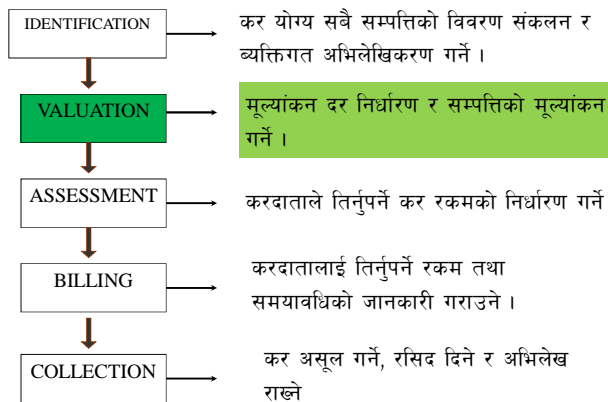 IDENTIFICATION
कर योग्य सबै सम्पत्तिको विवरण संकलन र
ब्यक्तिगत अभिलेखिकरण गर्ने ।
VALUATION
मूल्यांकन दर निर्धारण र सम्पत्तिको मूल्यांकन
गर्ने ।
ASSESSMENT
करदाताले तिर्नुपर्ने कर रकमको निर्धारण गर्ने
BILLING
करदातालाई तिर्नुपर्ने रकम तथा
समयावधिको जानकारी गराउने ।
COLLECTION
कर असूल गर्ने, रसिद दिने र अभिलेख
राख्ने